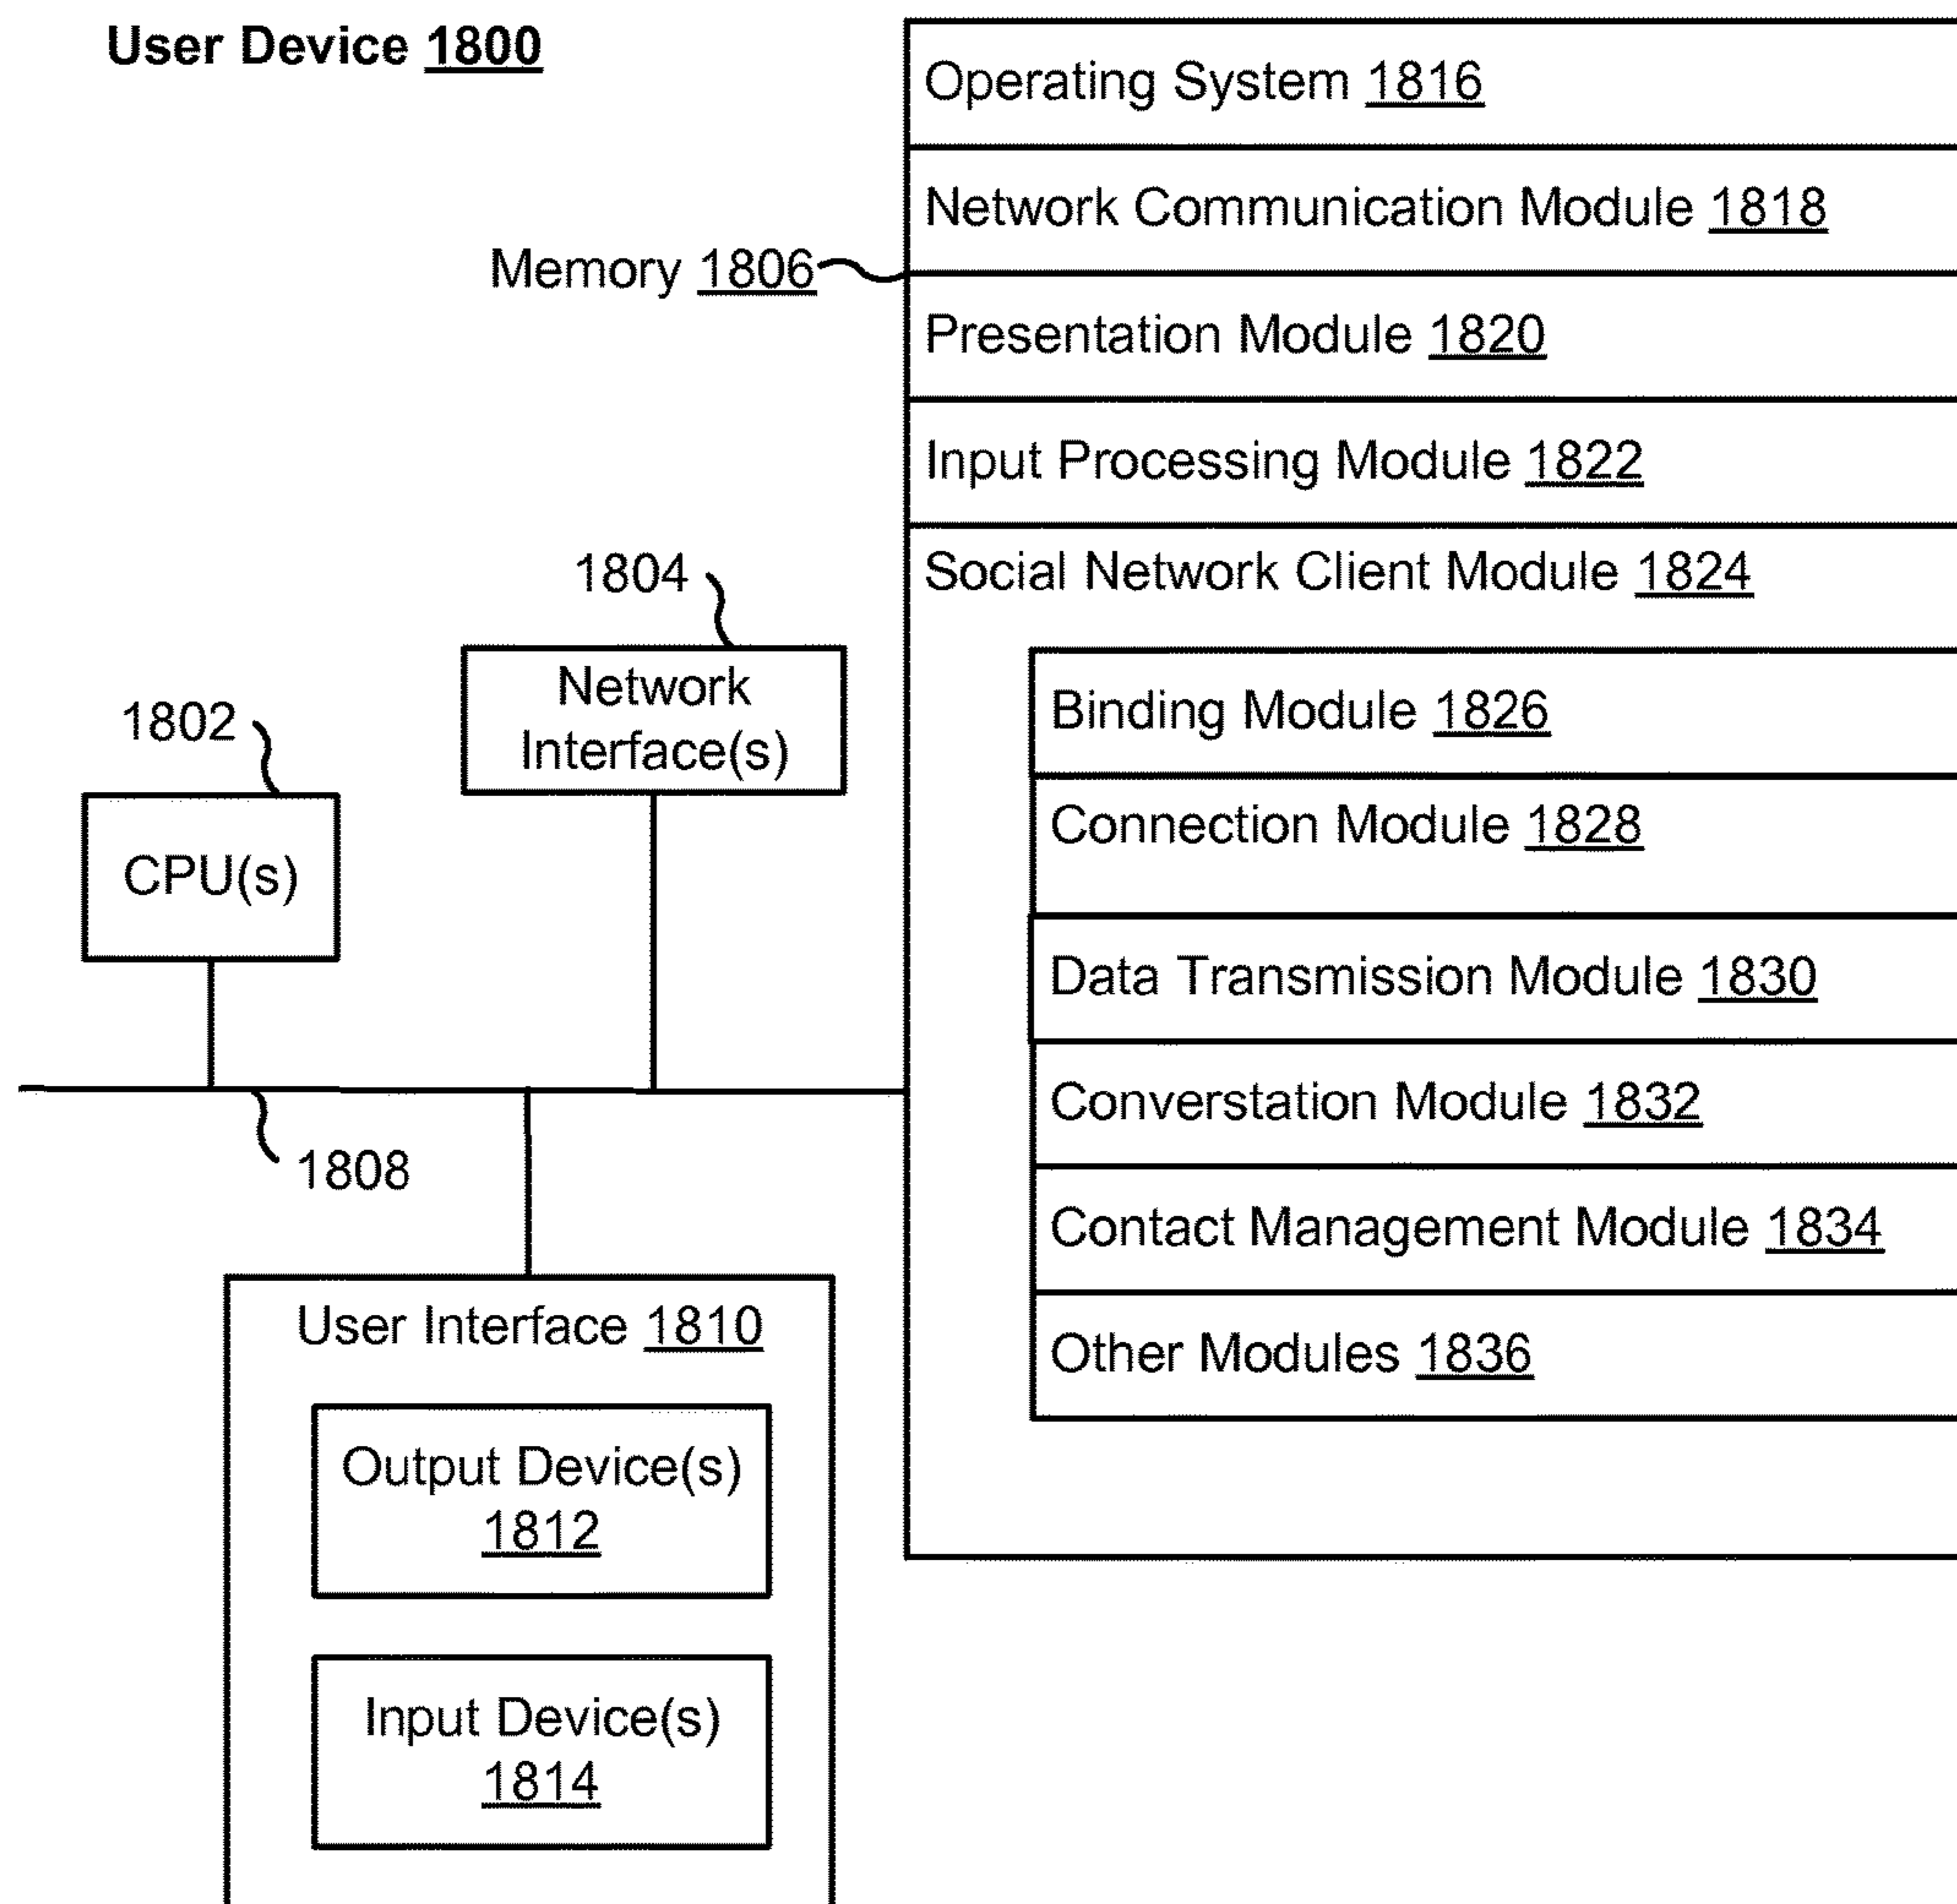 User Device 1800
Operating System 1816
Network Communication Module 1818
Memory 1806
Presentation Module 1820
Input Processing Module 1822
Social Network Client Module 1824
Binding Module 1826
Connection Module 1828
Data Transmission Module 1830
Converstation Module 1832
Contact Management Module 1834
Other Modules 1836
1804
Network
Interface(s)
1802
CPU(s)
1808
User Interface 1810
Output Device(s)
1812
Input Device(s)
1814